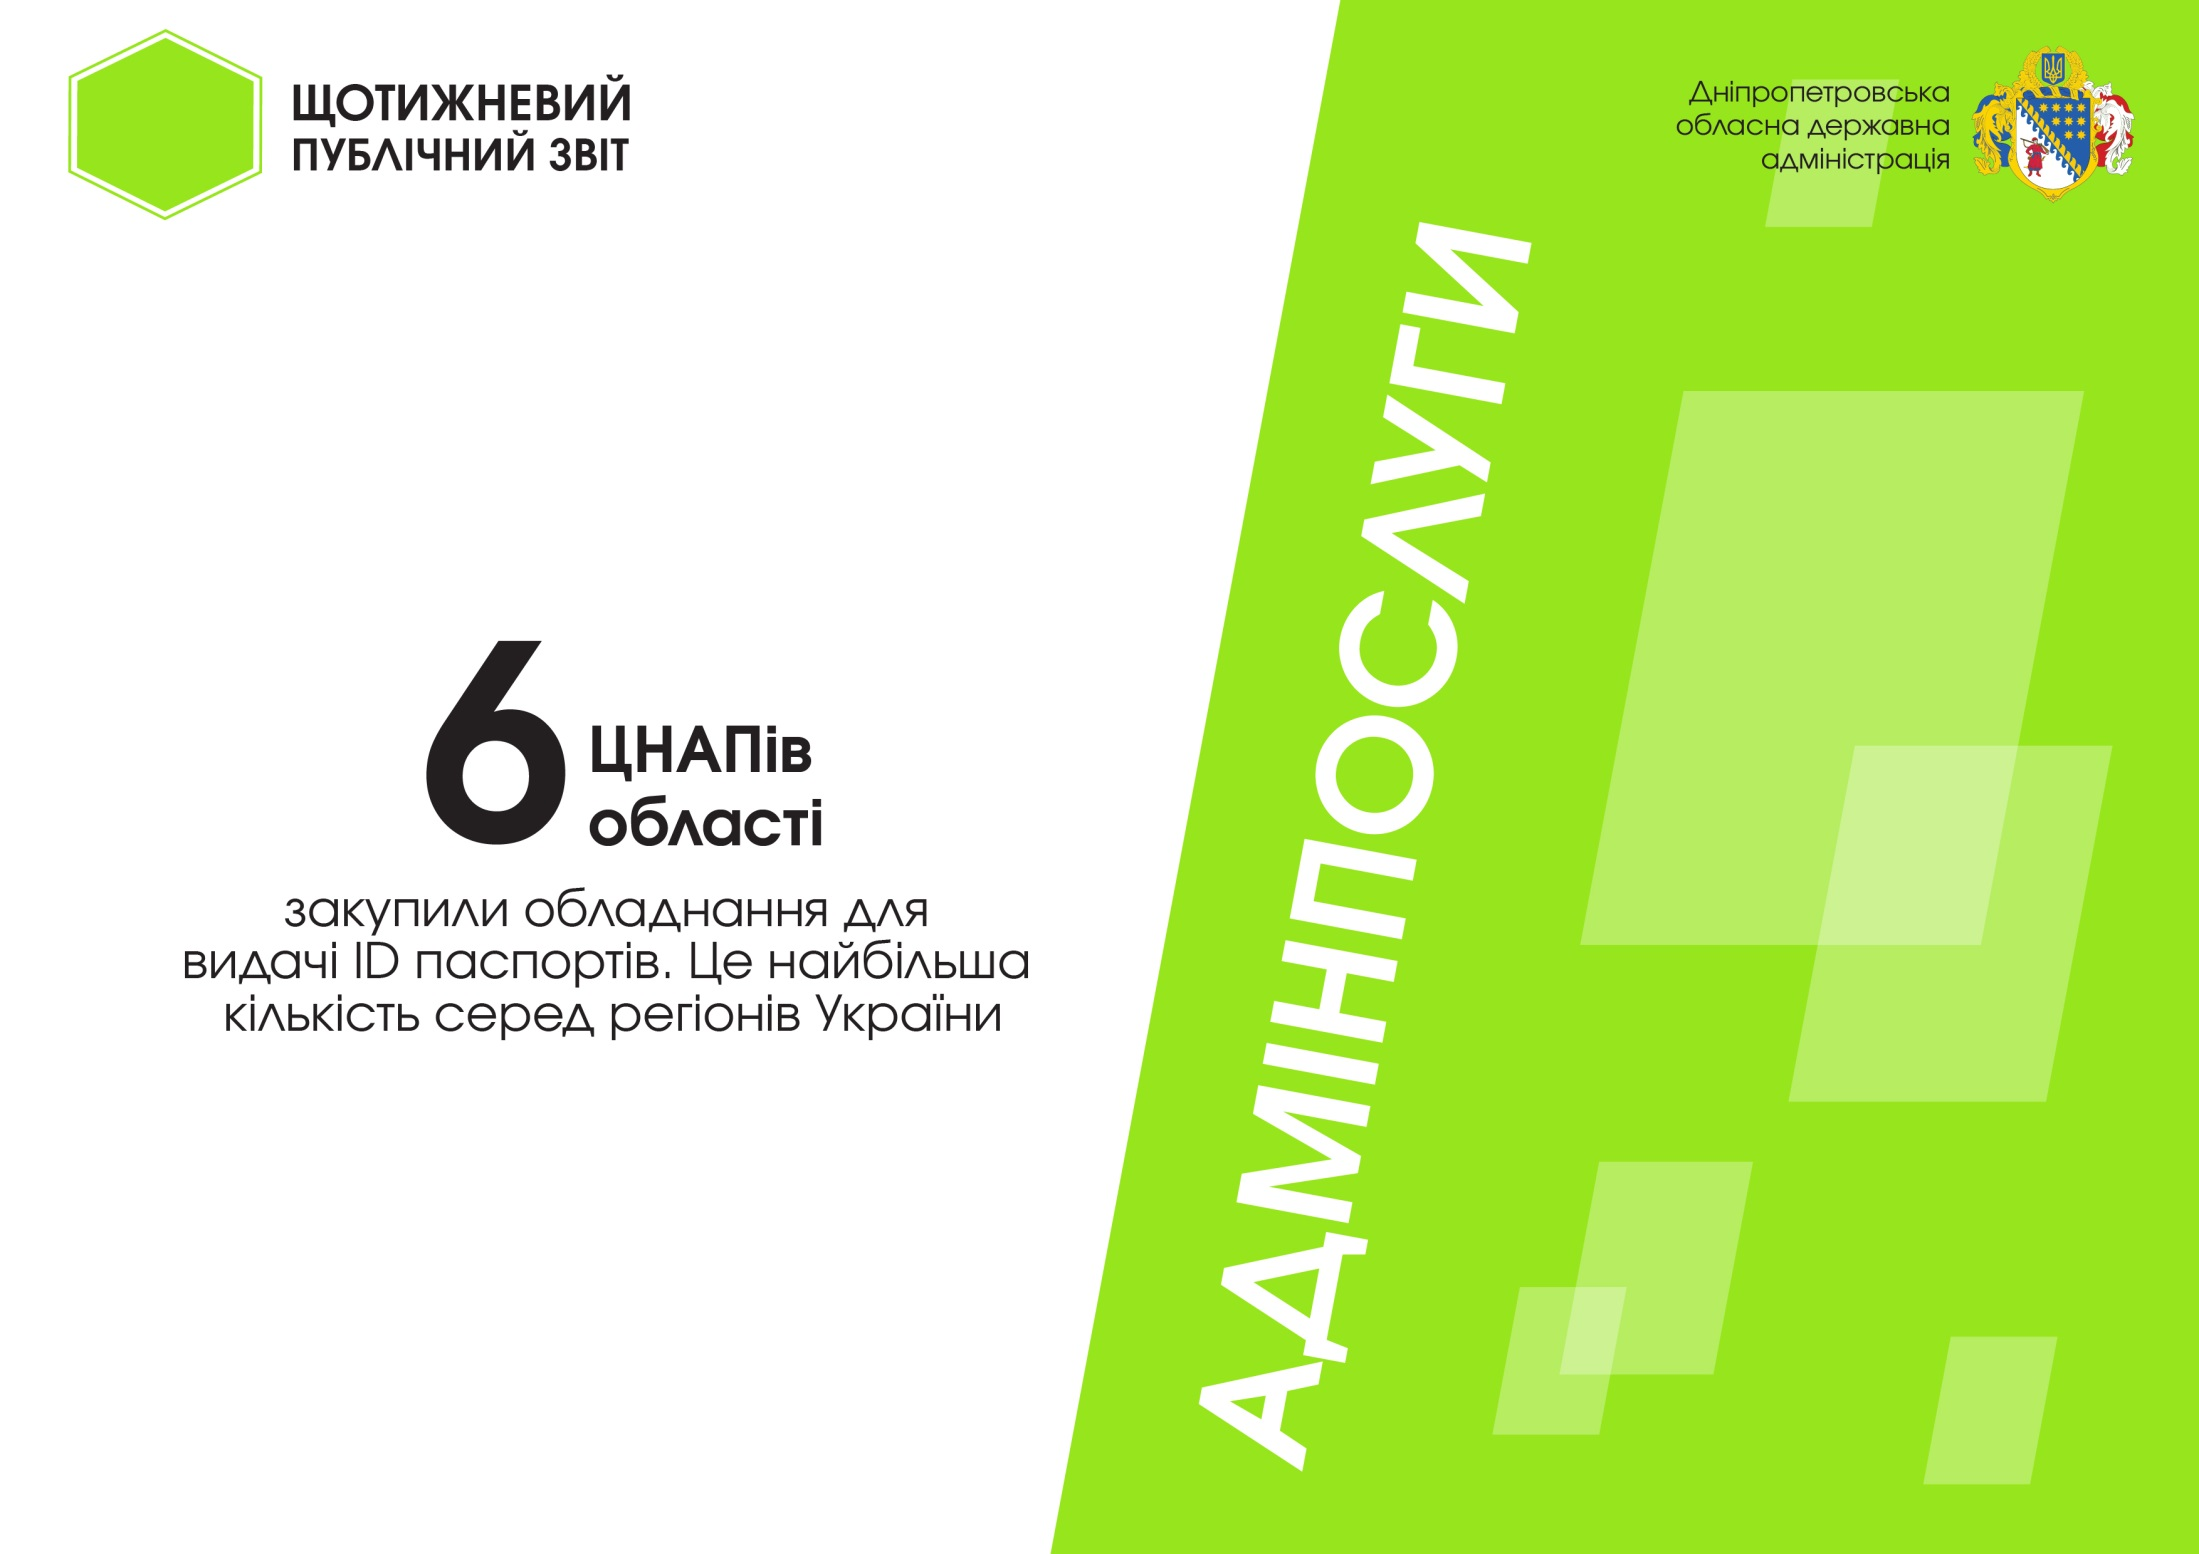 ЩОТИЖНЕВИЙ
ПУБЛІЧНИЙ ЗВІТ
Дніпропетровська
обласна державна
адміністрація
6 ЦНАПів
області
закупили обладнання для
видачі ID паспортів. Це найбільша
кількість серед регіонів України
АДМІНПОСЛУГИ